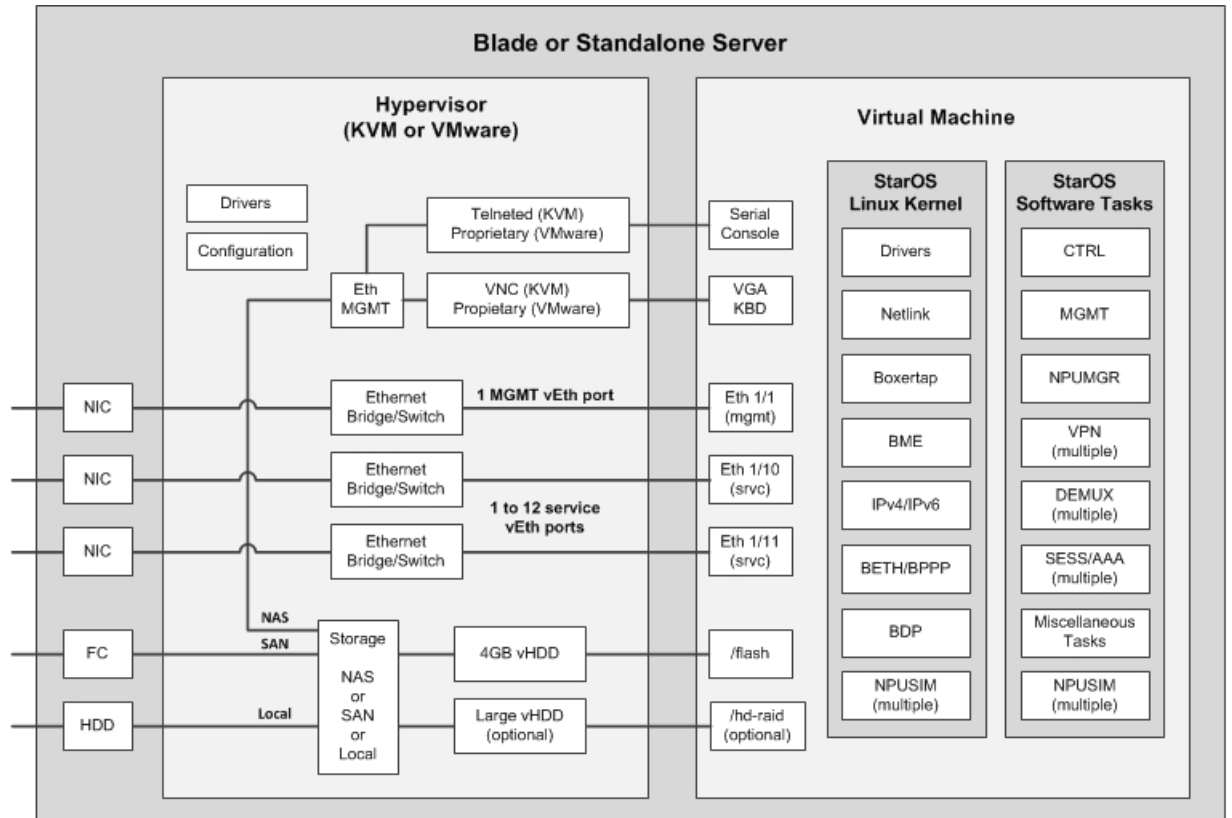 Blade or Standalone Server
Hypervisor
(KVM or VMware)
Drivers
Configuration
Telneted (KVM)
Proprietary (VMware)
Eth
MGMT
VNC (KVM)
Propietary (VMware)
NIC
Ethernet
Bridge/Switch
1 MGMT vEth port
NIC
Ethernet
Bridge/Switch
1 to 12 service
vEth ports
NIC
Ethernet
Bridge/Switch
NAS
SAN
FC
Storage
NAS
or
SAN
or
Local
4GB vHDD
HDD
Local
Large vHDD
(optional)
Virtual Machine
Serial
Console
VGA
KBD
Eth 1/1
(mgmt)
Eth 1/10
(srvc)
Eth 1/11
(srvc)
/flash
/hd-raid
(optional)
StarOS
Linux Kernel
Drivers
Netlink
Boxertap
BME
IPv4/IPv6
BETH/BPPP
BDP
NPUSIM
(multiple)
StarOS
Software Tasks
CTRL
MGMT
NPUMGR
VPN
(multiple)
DEMUX
(multiple)
SESS/AAA
(multiple)
Miscellaneous
Tasks
NPUSIM
(multiple)